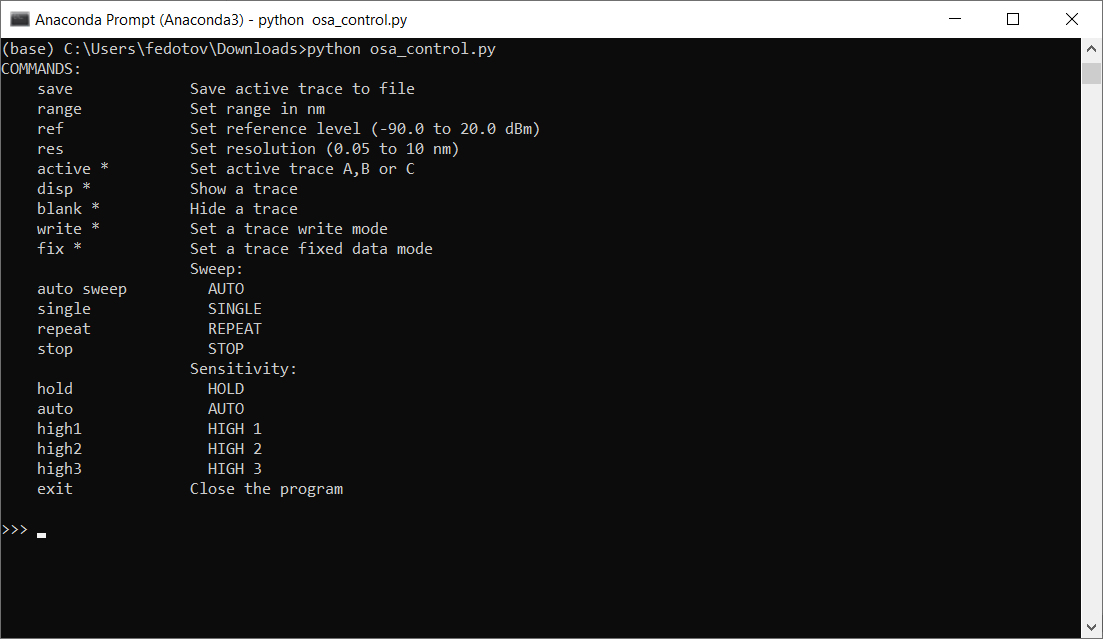 Anaconda Prompt (Anaconda3) - python  osa_control.py
(base) C:\Users\fedotov\Downloads>python osa_control.py
COMMANDS:
    save             Save active trace to file
    range            Set range in nm
    ref              Set reference level (-90.0 to 20.0 dBm)
    res              Set resolution (0.05 to 10 nm)
    active *         Set active trace A,B or C
    disp *           Show a trace
    blank *          Hide a trace
    write *          Set a trace write mode
    fix *            Set a trace fixed data mode
                     Sweep:
    auto sweep         AUTO
    single             SINGLE
    repeat             REPEAT
    stop               STOP
                     Sensitivity:
    hold               HOLD
    auto               AUTO
    high1              HIGH 1
    high2              HIGH 2
    high3              HIGH 3
    exit             Close the program
>>>